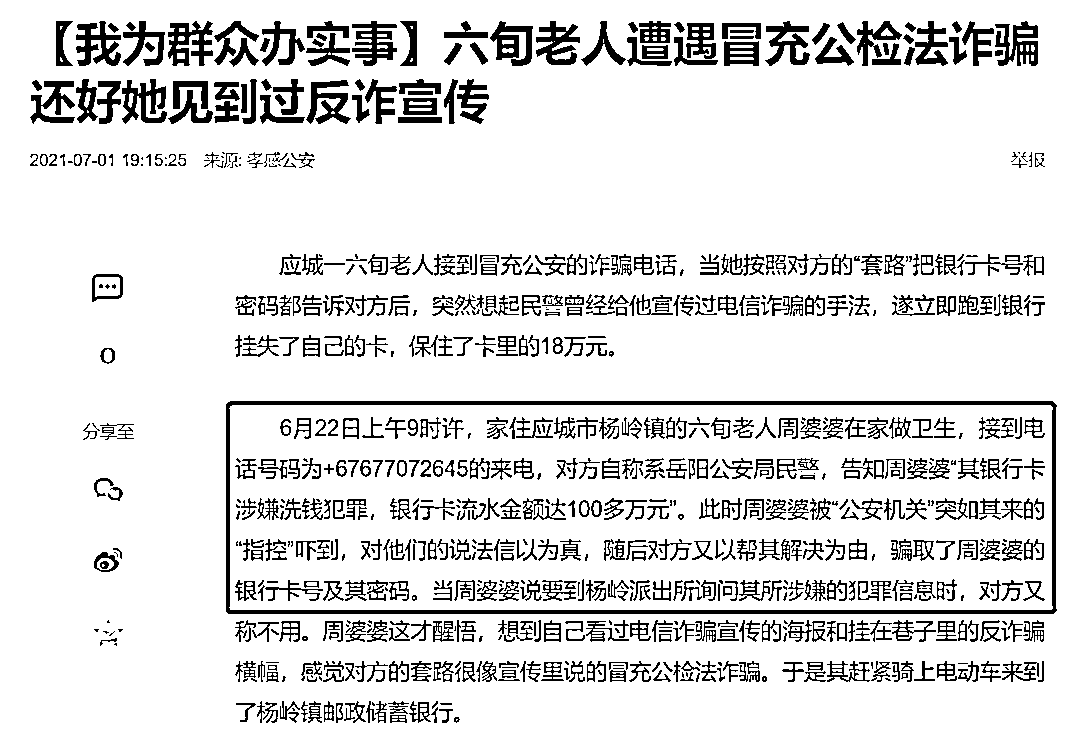 【我为群众办实事】六旬老人遭遇冒充公检法诈骗
还好她见到过反诈宣传
2021-07-01 19:15:25 来源: 孝感公安 举报
应城一六旬老人接到冒充公安的诈骗电话，当她按照对方的“套路”把银行卡号和
密码都告诉对方后，突然想起民警曾经给他宣传过电信诈骗的手法，遂立即跑到银行
挂失了自己的卡，保住了卡里的18万元。
0
分享至
6月22日上午9时许，家住应城市杨岭镇的六旬老人周婆婆在家做卫生，接到电
话号码为+67677072645的来电，对方自称系岳阳公安局民警，告知周婆婆“其银行卡
涉嫌洗钱犯罪，银行卡流水金额达100多万元”。此时周婆婆被“公安机关”突如其来的
“指控”吓到，对他们的说法信以为真，随后对方又以帮其解决为由，骗取了周婆婆的
银行卡号及其密码。当周婆婆说要到杨岭派出所询问其所涉嫌的犯罪信息时，对方又
称不用。周婆婆这才醒悟，想到自己看过电信诈骗宣传的海报和挂在巷子里的反诈骗
横幅，感觉对方的套路很像宣传里说的冒充公检法诈骗。于是其赶紧骑上电动车来到
了杨岭镇邮政储蓄银行。